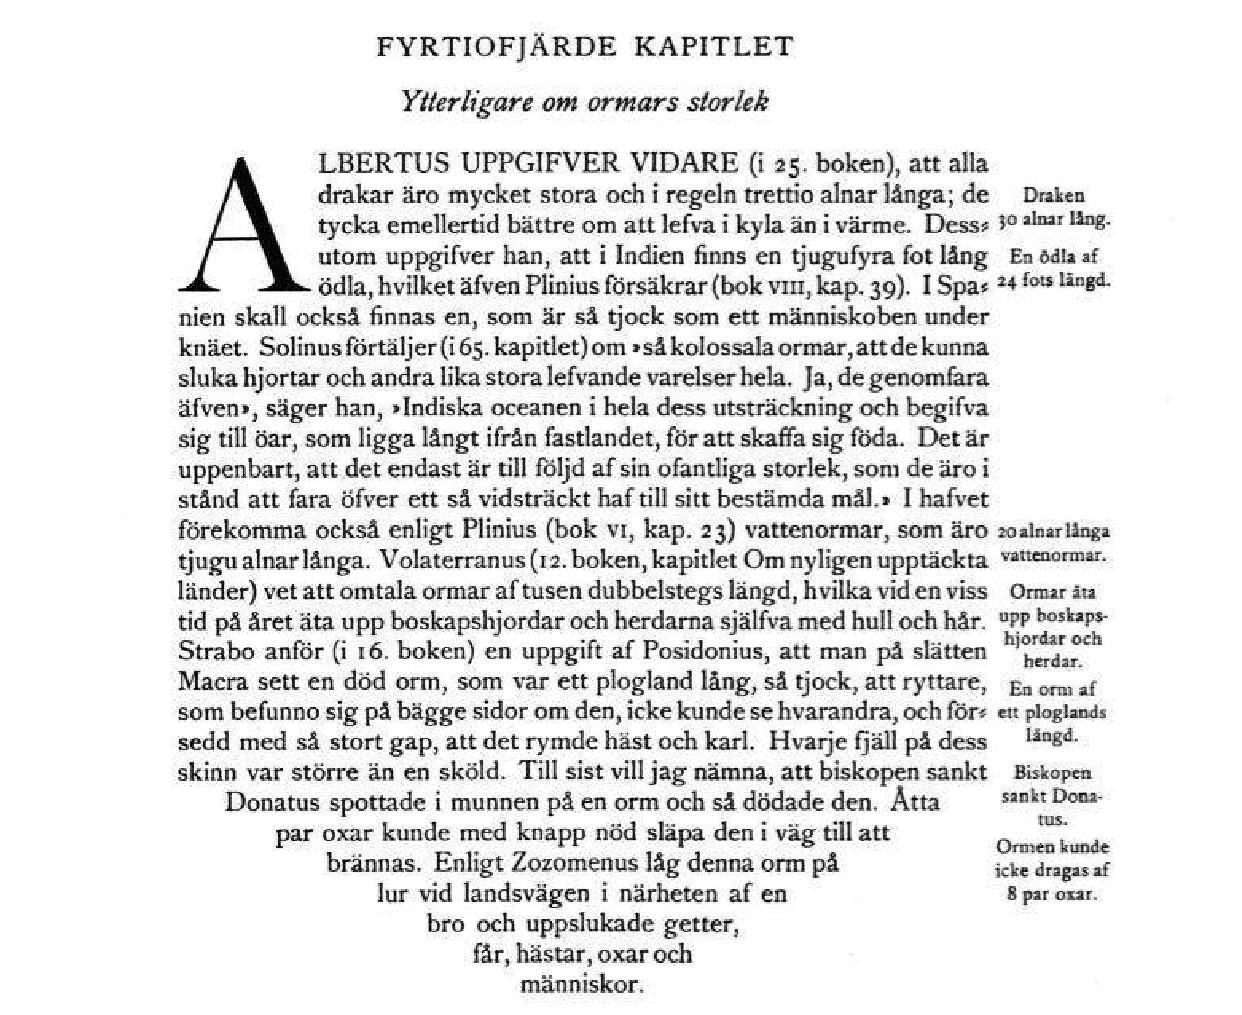 FYRTIOFJÄRDE KAPITLET
Ytterligare om ormars storlek
ALBERTUS UPPGIFVER VIDARE (i 25. boken), att alla
drakar äro mycket stora och i regeln trettio alnar långa; de
tycka emellertid bättre om att lefva i kyla än i värme. Dess⸗
utom uppgifver han, att i Indien finns en tjugufyra fot lång
ödla, hvilket äfven Plinius försäkrar (bok VIII, kap. 39). I Spa⸗
nien skall också finnas en, som är så tjock som ett människoben under
knäet. Solinus förtäljer (i 65. kapitlet) om »så kolossala ormar, att de kunna
sluka hjortar och andra lika stora lefvande varelser hela. Ja, de genomfara
äfven», säger han, »Indiska oceanen i hela dess utsträckning och begifva
sig till öar, som ligga långt ifrån fastlandet, för att skaffa sig föda. Det är
uppenbart, att det endast är till följd af sin ofantliga storlek, som de äro i
stånd att fara öfver ett så vidsträckt haf till sitt bestämda mål.» I hafvet
förekomma också enligt Plinius (bok VI, kap. 23) vattenormar, som äro
tjugu alnar långa. Volaterranus (12. boken, kapitlet Om nyligen upptäckta
länder) vet att omtala ormar af tusen dubbelstegs längd, hvilka vid en viss
tid på året äta upp boskapshjordar och herdarna själfva med hull och hår.
Strabo anför (i 16. boken) en uppgift af Posidonius, att man på slätten
Macra sett en död orm, som var ett plogland lång, så tjock, att ryttare,
som befunno sig på bägge sidor om den, icke kunde se hvarandra, och för⸗
sedd med så stort gap, att det rymde häst och karl. Hvarje fjäll på dess
skinn var större än en sköld. Till sist vill jag nämna, att biskopen sankt
Donatus spottade i munnen på en orm och så dödade den. Åtta
par oxar kunde med knapp nöd släpa den i väg till att
brännas. Enligt Zozomenus låg denna orm på
lur vid landsvägen i närheten af en
bro och uppslukade getter,
får, hästar, oxar och
människor.
Draken
30 alnar lång.
En ödla af
24 fots längd.
20 alnar långa
vattenormar.
Ormar äta
upp boskaps-
hjordar och
herdar.
En orm af
ett ploglands
längd.
Biskopen
sankt Dona-
tus.
Ormen kunde
icke dragas af
8 par oxar.